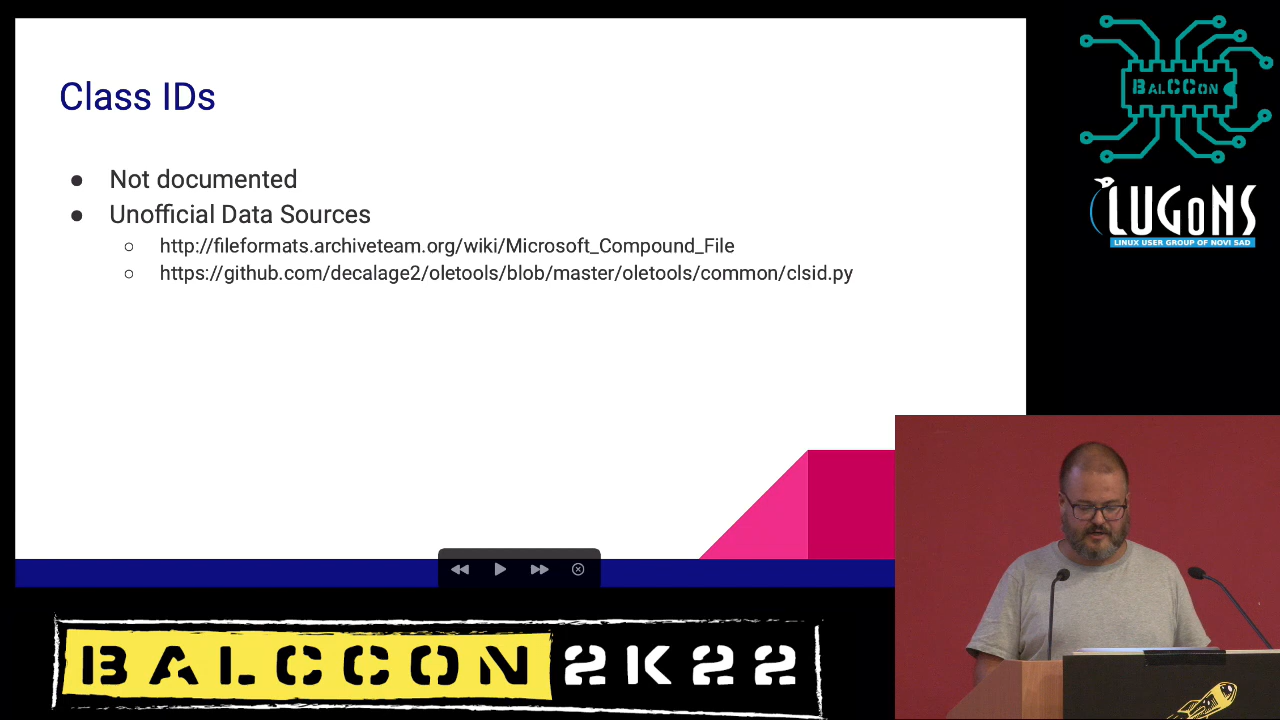 Class IDs
● Not documented
● Unofficial Data Sources
○ http://fileformats.archiveteam.org/wiki/Microsoft_Compound_File
○ https://github.com/decalage2/oletools/blob/master/oletools/common/clsid.py
BALCCON
LUGONS
LINUX USER GROUP OF NOVI SAD
BALCCON 2K22